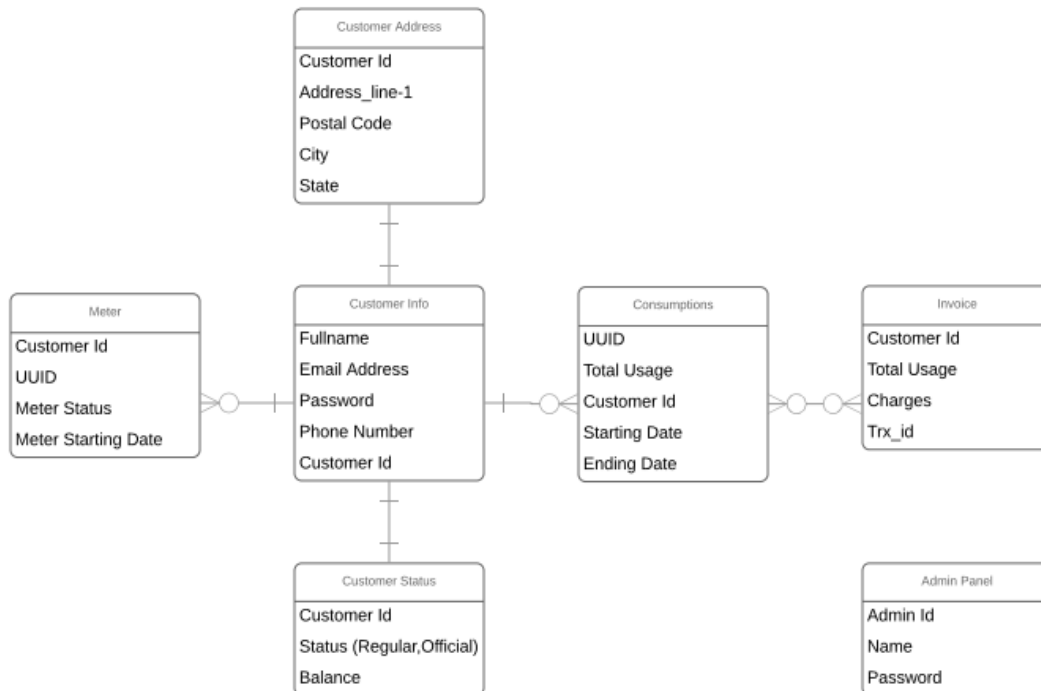 Customer Address
Customer Id
Address_line-1
Postal Code
City
State
Meter
Customer Id
UUID
Meter Status
Meter Starting Date
Customer Info
Fullname
Email Address
Password
Phone Number
Customer Id
Consumptions
UUID
Total Usage
Customer Id
Starting Date
Ending Date
Invoice
Customer Id
Total Usage
Charges
Trx_id
Customer Status
Customer Id
Status (Regular,Official)
Balance
Admin Panel
Admin Id
Name
Password